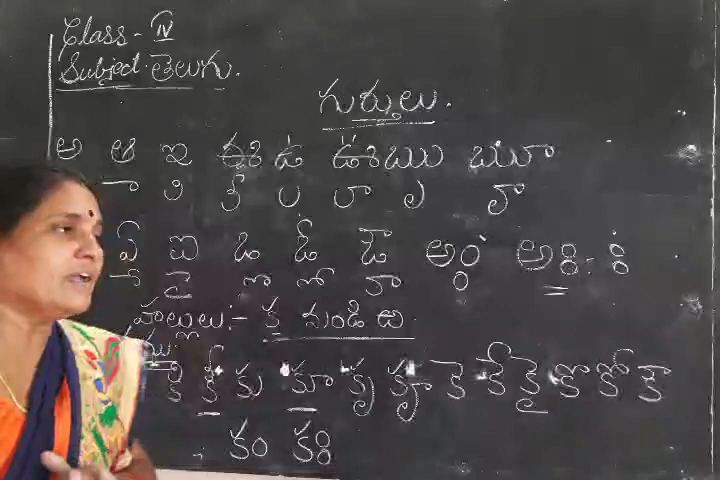 Class - IV
Subject: తెలుగు.
గుర్తులు.
అ ఆ ఇ ఈ ఉ ఊ ఋ ౠ
ా ి ీ ు ూ ృ ౄ
ఏ ఐ ఒ ఓ ఔ అం అః - ః
ే ై ొ ో ౌ ం
హల్లులు :- క నుండి ఱ
కి కీ కు కూ కృ కౄ కె కే కై కొ కో కౌ
కం కః